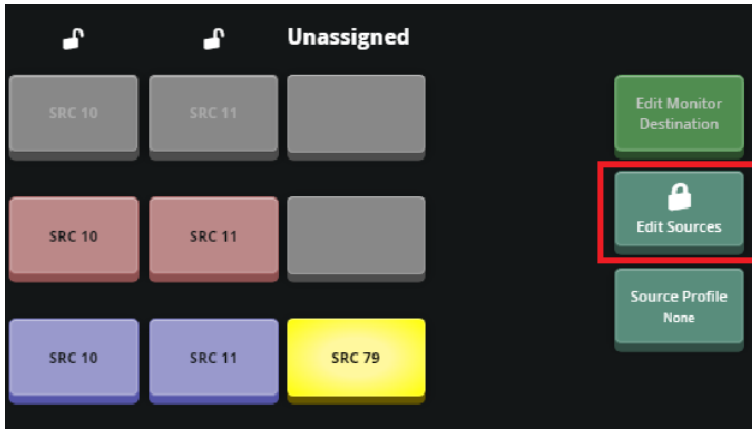 Unassigned
SRC 10
SRC 11
Edit Monitor
Destination
SRC 10
SRC 11
Edit Sources
Source Profile
None
SRC 10
SRC 11
SRC 79